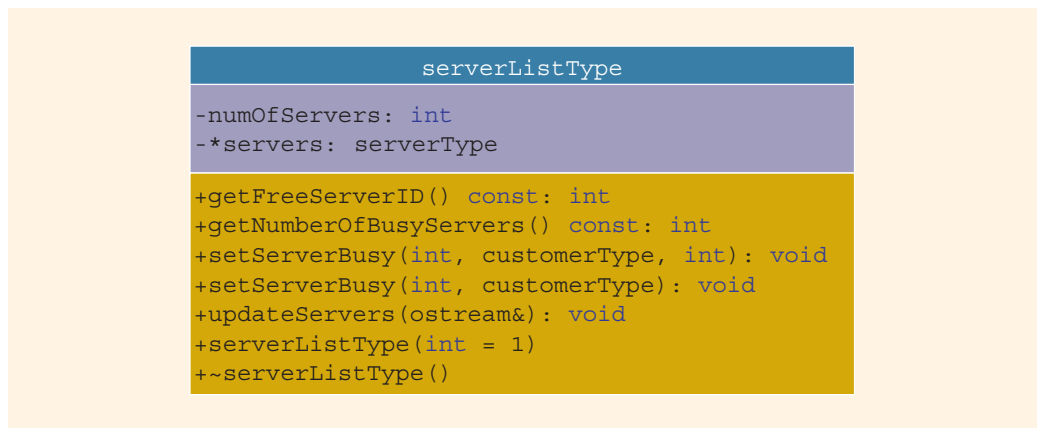 serverListType
-numOfServers: int
-*servers: serverType
+getFreeServerID() const: int
+getNumberOfBusyServers() const: int
+setServerBusy(int, customerType, int): void
+setServerBusy(int, customerType): void
+updateServers(ostream&): void
+serverListType(int = 1)
+~serverListType()